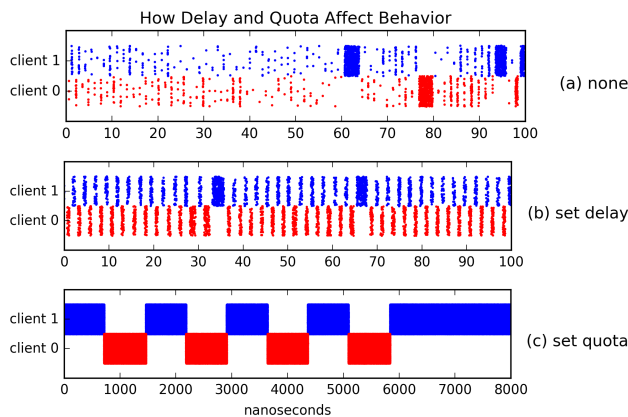 How Delay and Quota Affect Behavior
client 1
client 0
(a) none
0 10 20 30 40 50 60 70 80 90 100
client 1
client 0
(b) set delay
0 10 20 30 40 50 60 70 80 90 100
client 1
client 0
(c) set quota
0 1000 2000 3000 4000 5000 6000 7000 8000
nanoseconds